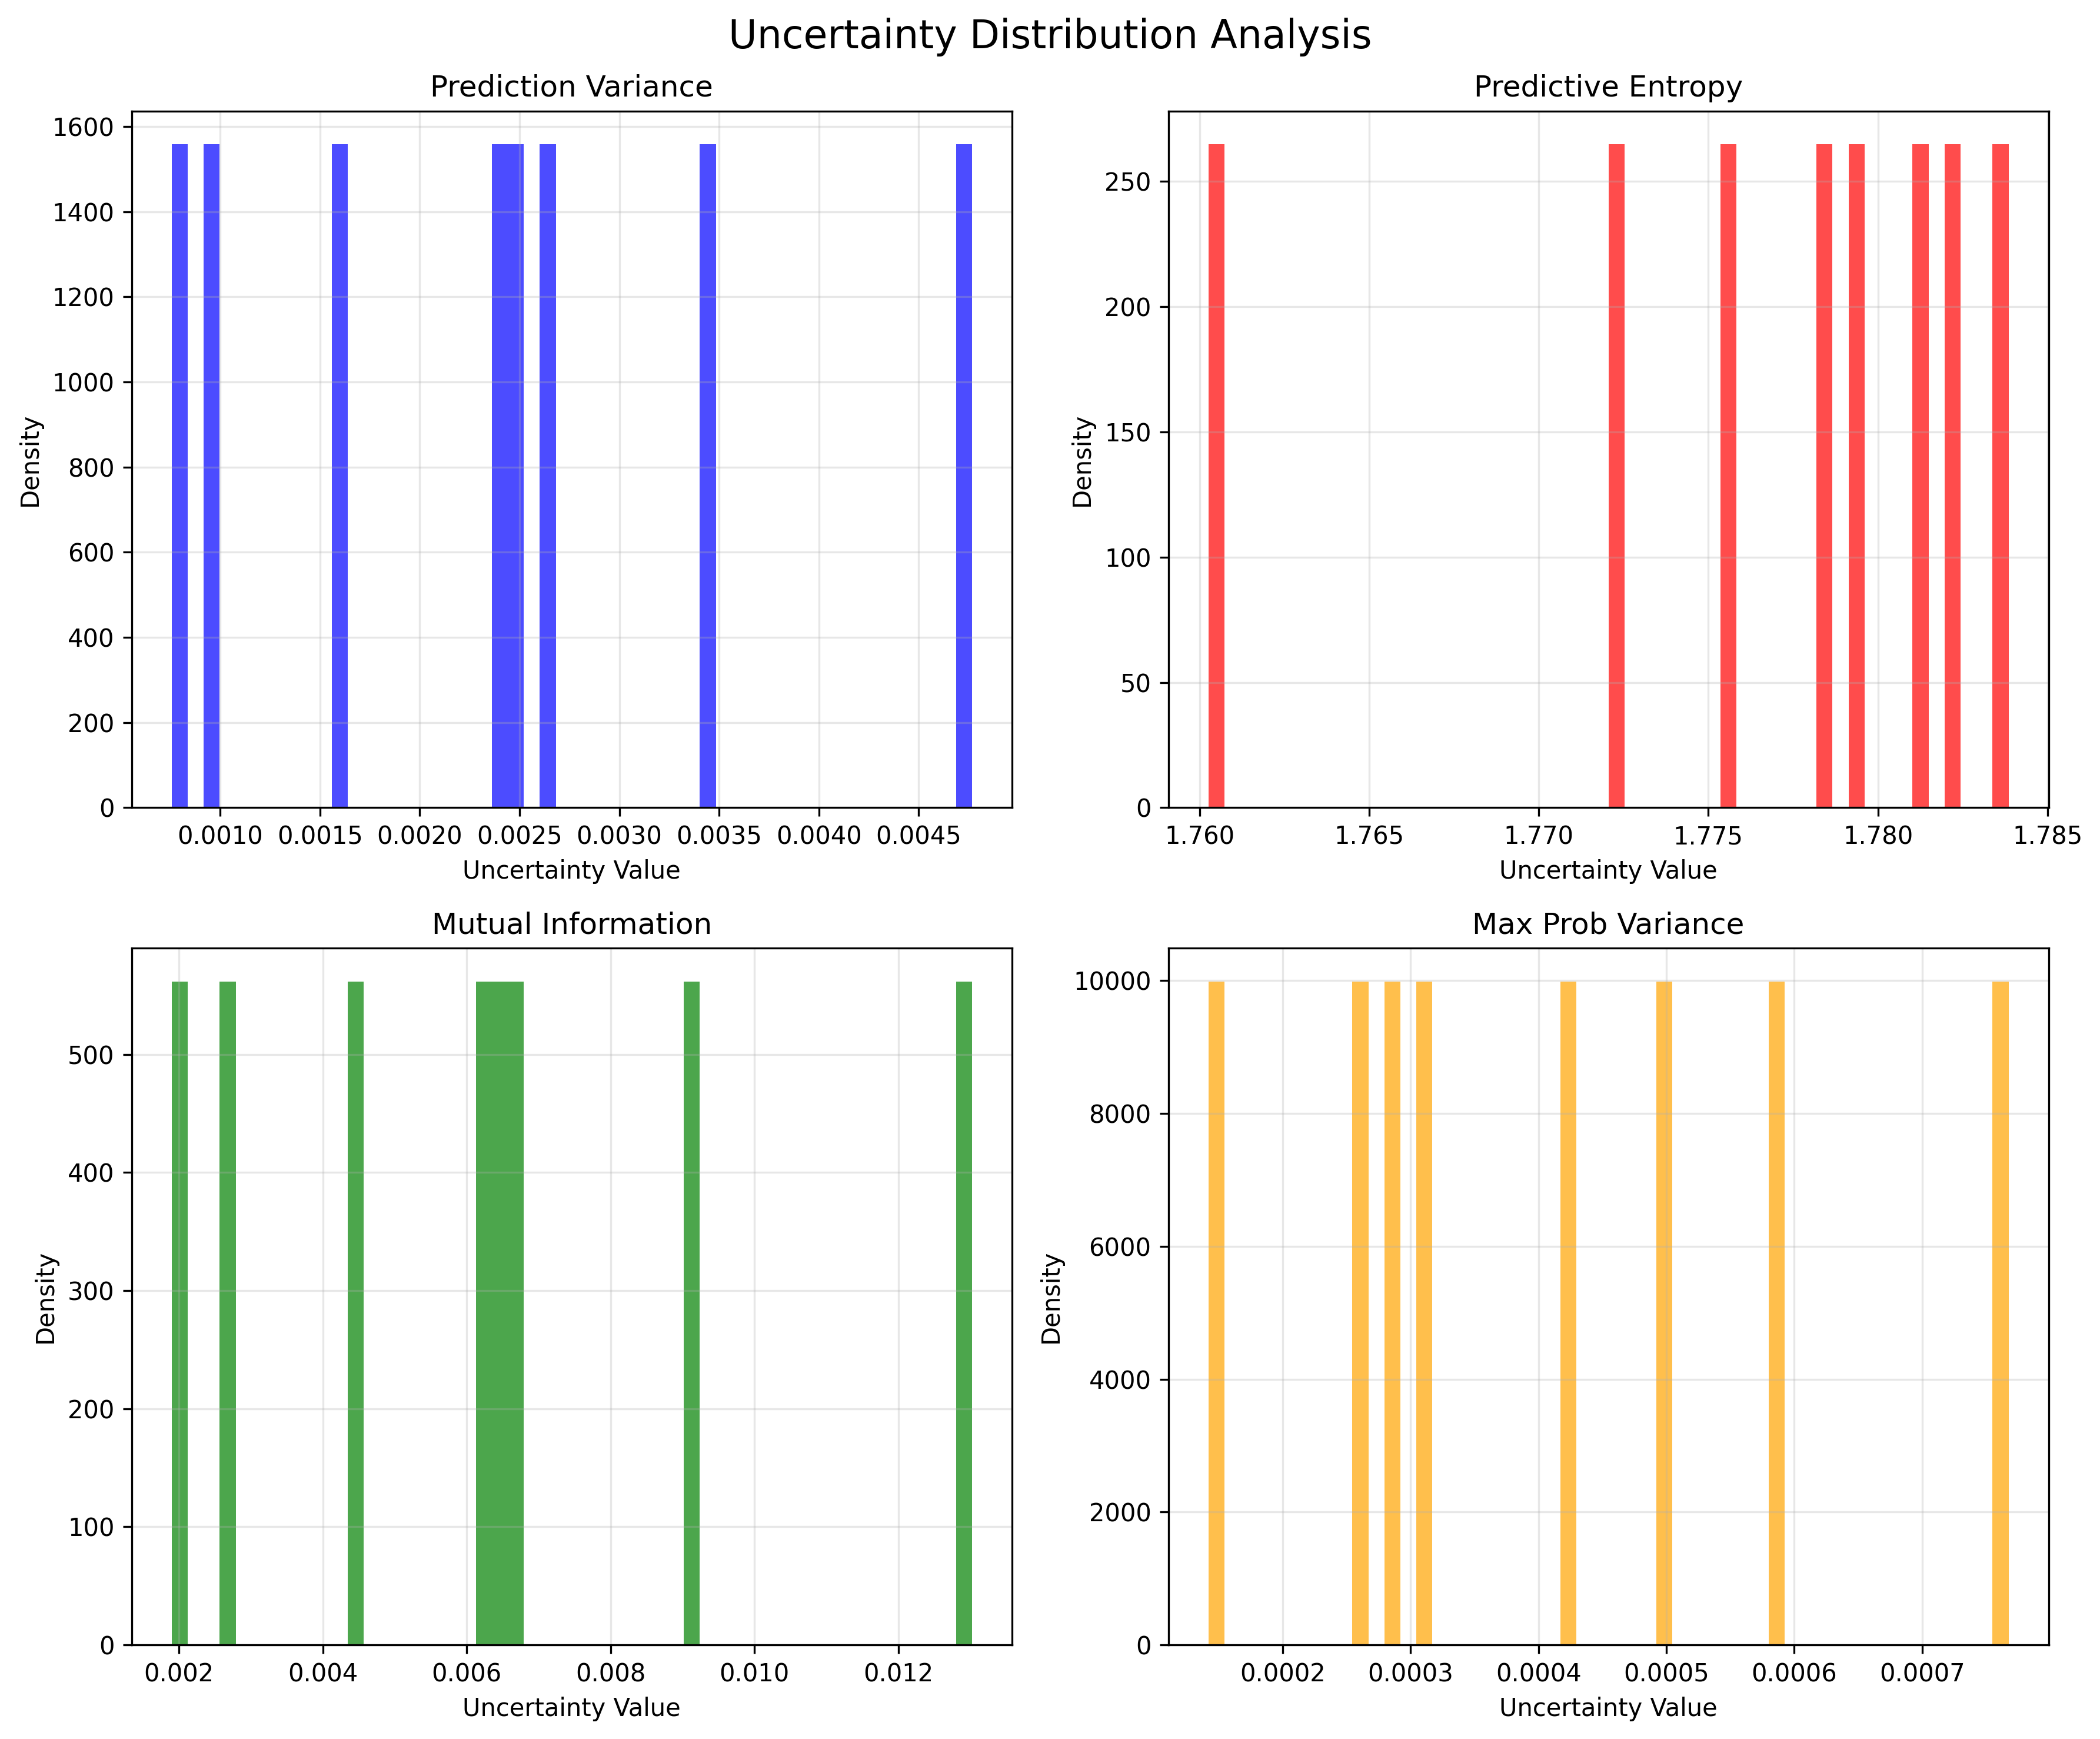 Uncertainty Distribution Analysis
Prediction Variance
1600
1400
1200
1000
800
600
400
200
0
Density
0.0010 0.0015 0.0020 0.0025 0.0030 0.0035 0.0040 0.0045
Uncertainty Value
Predictive Entropy
250
200
150
100
50
0
Density
1.760 1.765 1.770 1.775 1.780 1.785
Uncertainty Value
Mutual Information
500
400
300
200
100
0
Density
0.002 0.004 0.006 0.008 0.010 0.012
Uncertainty Value
Max Prob Variance
10000
8000
6000
4000
2000
0
Density
0.0002 0.0003 0.0004 0.0005 0.0006 0.0007
Uncertainty Value